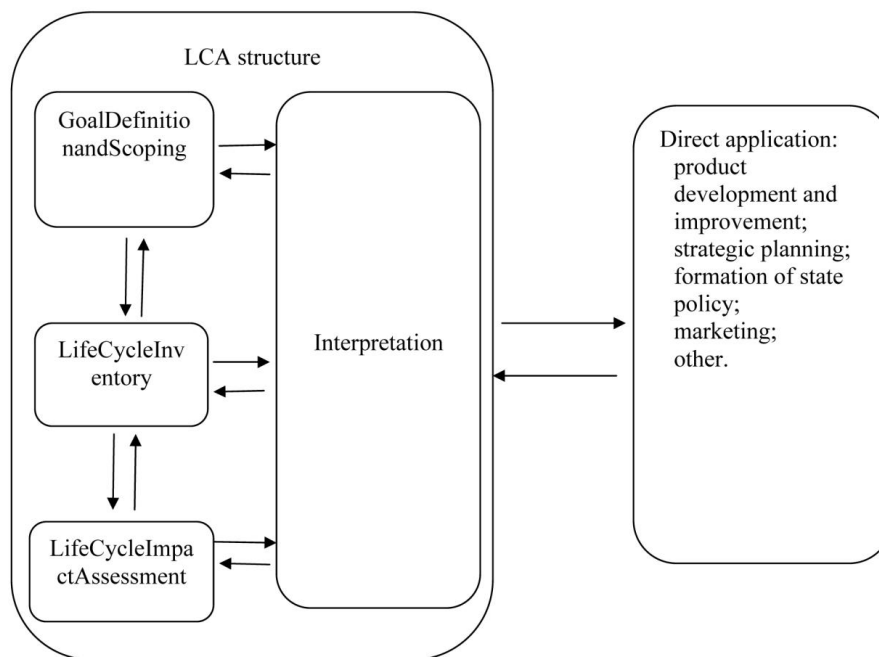 LCA structure
GoalDefinitio
nandScoping
LifeCycleInv
entory
LifeCycleImpa
ctAssessment
Interpretation
Direct application:
product
development and
improvement;
strategic planning;
formation of state
policy;
marketing;
other.